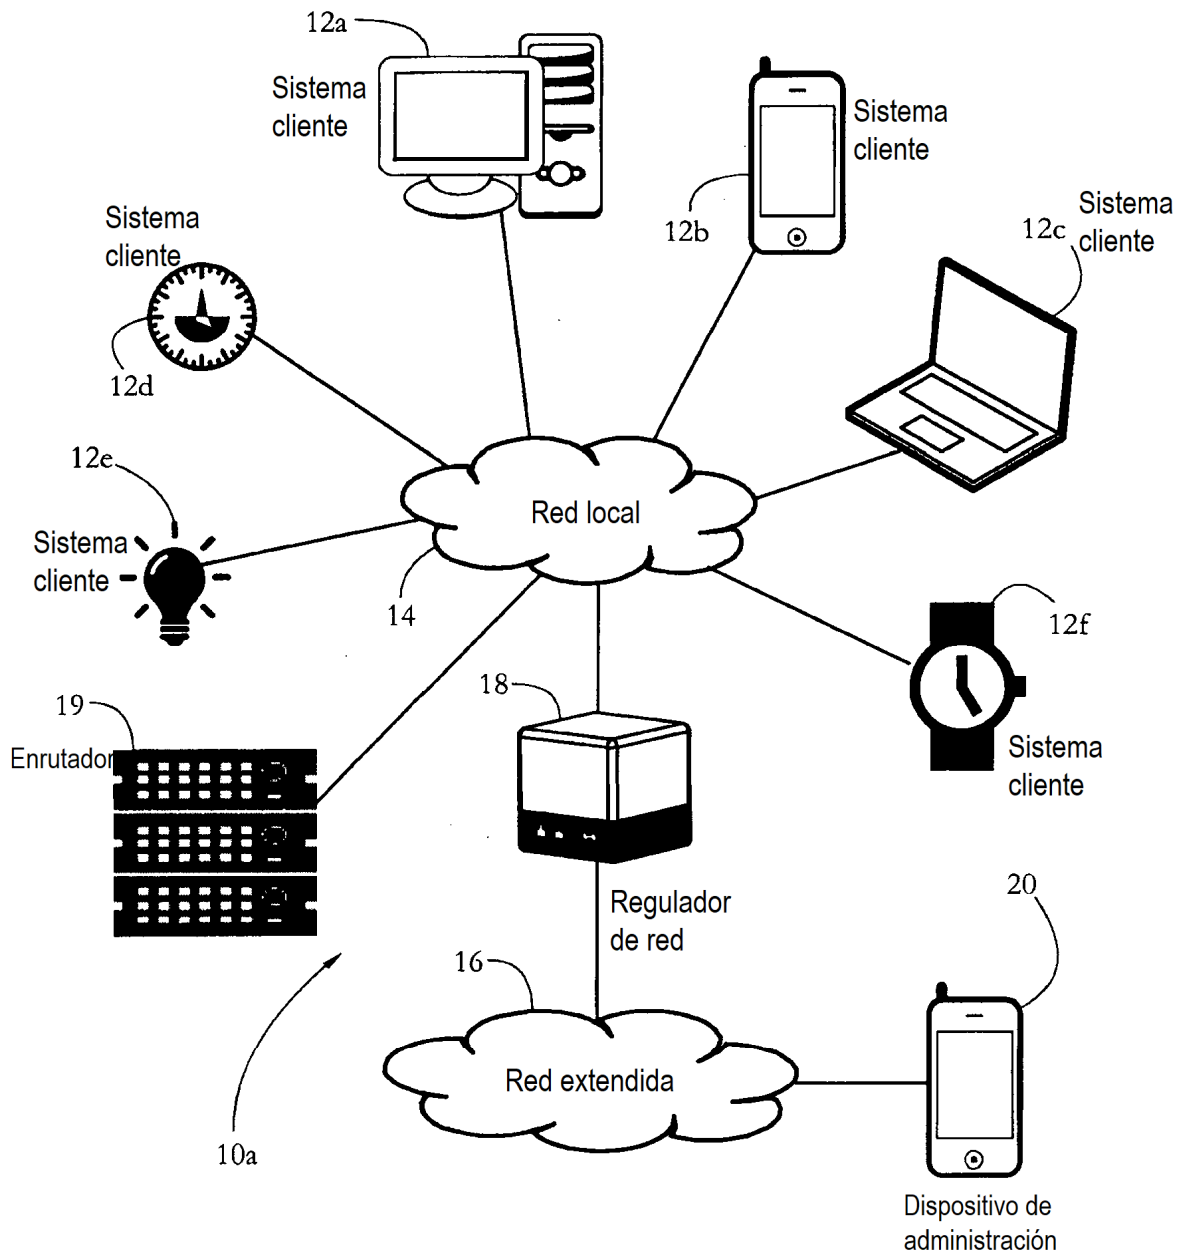 12a
Sistema
cliente
Sistema
cliente
12b
Sistema
cliente
12c
Sistema
cliente
12d
12e
Sistema
cliente
Red local
14
12f
Sistema
cliente
18
19
Enrutador
Regulador
de red
20
16
Red extendida
10a
Dispositivo de
administración